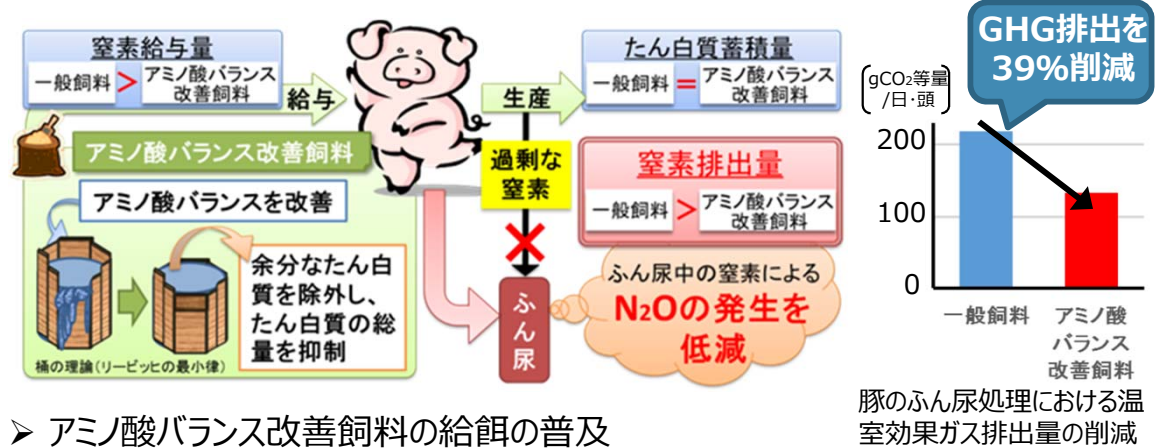 窒素給与量
一般飼料 > アミノ酸バランス
改善飼料
給与
アミノ酸バランス改善飼料
アミノ酸バランスを改善
余分なたん白
質を除外し、
たん白質の総
量を抑制
桶の理論(リービッヒの最小律)
生産
過剰な
窒素
ふん尿
たん白質蓄積量
一般飼料 = アミノ酸バランス
改善飼料
窒素排出量
一般飼料 > アミノ酸バランス
改善飼料
ふん尿中の窒素による
N₂Oの発生を
低減
GHG排出を
39%削減
gCO₂等量
/日・頭
200
100
0
一般飼料
アミノ酸
バランス
改善飼料
豚のふん尿処理における温
室効果ガス排出量の削減
➢ アミノ酸バランス改善飼料の給餌の普及